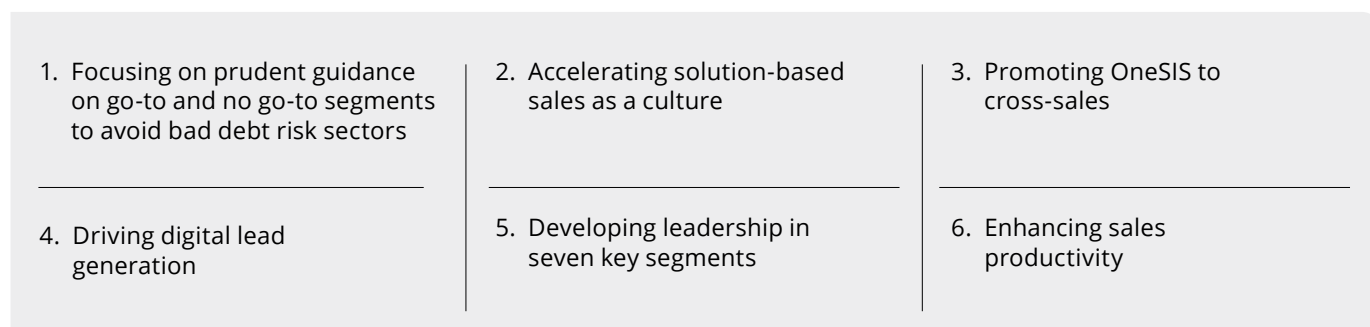 1. Focusing on prudent guidance
on go-to and no go-to segments
to avoid bad debt risk sectors
2. Accelerating solution-based
sales as a culture
3. Promoting OneSIS to
cross-sales
4. Driving digital lead
generation
5. Developing leadership in
seven key segments
6. Enhancing sales
productivity